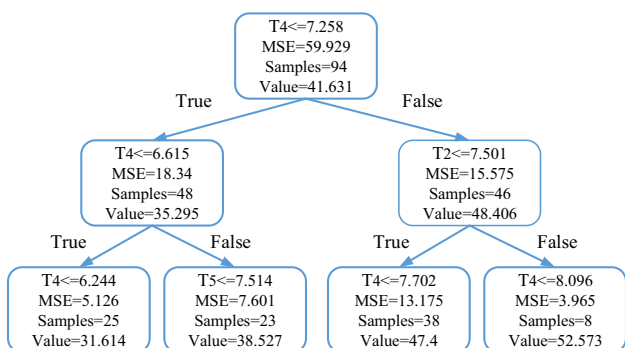 T4<=7.258
MSE=59.929
Samples=94
Value=41.631
True
False
T4<=6.615
MSE=18.34
Samples=48
Value=35.295
T2<=7.501
MSE=15.575
Samples=46
Value=48.406
True
False
True
False
T4<=6.244
MSE=5.126
Samples=25
Value=31.614
T5<=7.514
MSE=7.601
Samples=23
Value=38.527
T4<=7.702
MSE=13.175
Samples=38
Value=47.4
T4<=8.096
MSE=3.965
Samples=8
Value=52.573